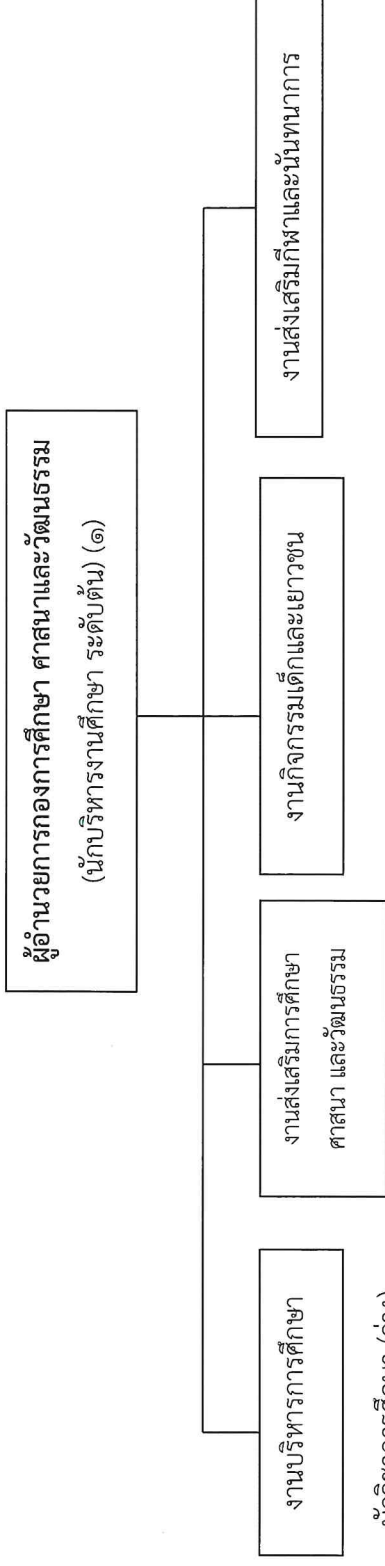 ผู้อำนวยการกองการศึกษา ศาสนาและวัฒนธรรม
(นักบริหารงานศึกษา ระดับต้น) (๑)
งานบริหารการศึกษา
งานส่งเสริมการศึกษา
ศาสนา และวัฒนธรรม
งานกิจกรรมเด็กและเยาวชน
งานส่งเสริมกีฬาและนันทนาการ